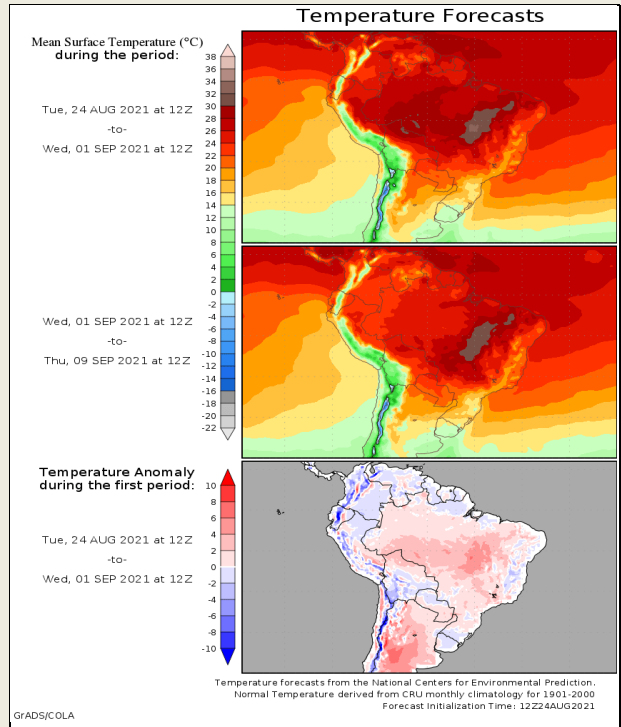 Temperature Forecasts
Mean Surface Temperature (°C)
during the period:
38
36
34
32
30
28
26
24
22
20
18
16
14
12
10
8
6
4
2
0
-2
-4
-6
-8
-10
-12
-14
-16
-18
-20
-22
Tue, 24 AUG 2021 at 12Z
-to-
Wed, 01 SEP 2021 at 12Z
Wed, 01 SEP 2021 at 12Z
-to-
Thu, 09 SEP 2021 at 12Z
Temperature Anomaly
during the first period:
10
8
6
4
2
0
-2
-4
-6
-8
-10
Tue, 24 AUG 2021 at 12Z
-to-
Wed, 01 SEP 2021 at 12Z
Temperature forecasts from the National Centers for Environmental Prediction.
Normal Temperature derived from CRU monthly climatology for 1901-2000
Forecast Initialization Time: 12Z24AUG2021
GrADS/COLA